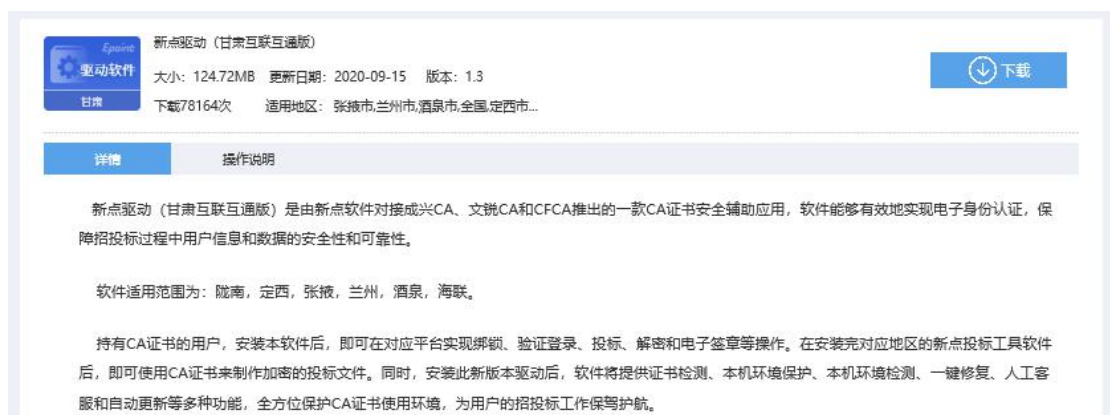 Epoint
驱动软件
甘肃
新点驱动（甘肃互联互通版）
大小：124.72MB 更新日期：2020-09-15 版本：1.3
下载78164次 适用地区：张掖市,兰州市,酒泉市,全国,定西市...
下载
详情 操作说明
新点驱动（甘肃互联互通版）是由新点软件对接成兴CA、文锐CA和CFCA推出的一款CA证书安全辅助应用，软件能够有效地实现电子身份认证，保
障招投标过程中用户信息和数据的安全性和可靠性。
软件适用范围为：陇南，定西，张掖，兰州，酒泉，海联。
持有CA证书的用户，安装本软件后，即可在对应平台实现绑锁、验证登录、投标、解密和电子签章等操作。在安装完对应地区的新点投标工具软件
后，即可使用CA证书来制作加密的投标文件。同时，安装此新版本驱动后，软件将提供证书检测、本机环境保护、本机环境检测、一键修复、人工客
服和自动更新等多种功能，全方位保护CA证书使用环境，为用户的招投标工作保驾护航。